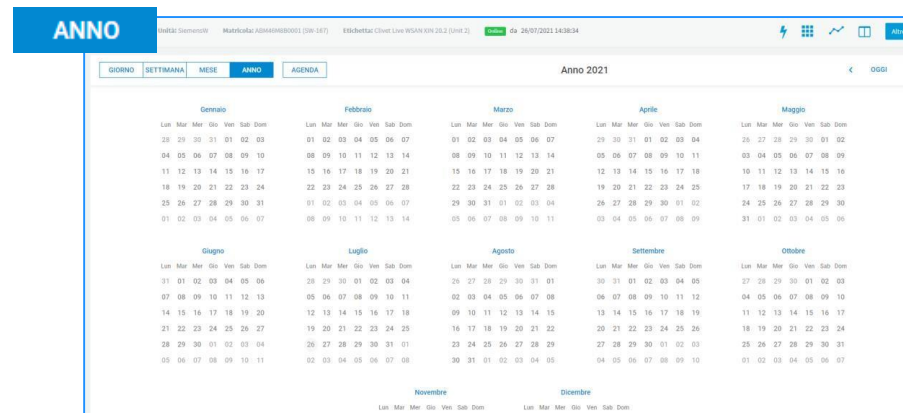 ANNO
Unità: SiemensW Matricola: ABMA6M6B0001 (SW-167) Etichetta: Clivet Live WSAN XIN 20.2 (Unit 2) Online da 26/07/2021 14:38:34 Altro
GIORNO SETTIMANA MESE ANNO AGENDA Anno 2021 OGGI
Gennaio Febbraio Marzo Aprile Maggio
Lun Mar Mer Gio Ven Sab Dom Lun Mar Mer Gio Ven Sab Dom Lun Mar Mer Gio Ven Sab Dom Lun Mar Mer Gio Ven Sab Dom Lun Mar Mer Gio Ven Sab Dom
28 29 30 31 01 02 03 01 02 03 04 05 06 07 01 02 03 04 05 06 07 29 30 31 01 02 03 04 26 27 28 29 30 01 02
04 05 06 07 08 09 10 08 09 10 11 12 13 14 08 09 10 11 12 13 14 05 06 07 08 09 10 11 03 04 05 06 07 08 09
11 12 13 14 15 16 17 15 16 17 18 19 20 21 15 16 17 18 19 20 21 12 13 14 15 16 17 18 10 11 12 13 14 15 16
18 19 20 21 22 23 24 22 23 24 25 26 27 28 22 23 24 25 26 27 28 19 20 21 22 23 24 25 17 18 19 20 21 22 23
25 26 27 28 29 30 31 01 02 03 04 05 06 07 29 30 31 01 02 03 04 26 27 28 29 30 01 02 24 25 26 27 28 29 30
01 02 03 04 05 06 07 08 09 10 11 12 13 14 05 06 07 08 09 10 11 03 04 05 06 07 08 09 31 01 02 03 04 05 06
Giugno Luglio Agosto Settembre Ottobre
Lun Mar Mer Gio Ven Sab Dom Lun Mar Mer Gio Ven Sab Dom Lun Mar Mer Gio Ven Sab Dom Lun Mar Mer Gio Ven Sab Dom Lun Mar Mer Gio Ven Sab Dom
31 01 02 03 04 05 06 28 29 30 01 02 03 04 26 27 28 29 30 31 01 30 31 01 02 03 04 05 27 28 29 30 01 02 03
07 08 09 10 11 12 13 05 06 07 08 09 10 11 02 03 04 05 06 07 08 06 07 08 09 10 11 12 04 05 06 07 08 09 10
14 15 16 17 18 19 20 12 13 14 15 16 17 18 09 10 11 12 13 14 15 13 14 15 16 17 18 19 11 12 13 14 15 16 17
21 22 23 24 25 26 27 19 20 21 22 23 24 25 16 17 18 19 20 21 22 20 21 22 23 24 25 26 18 19 20 21 22 23 24
28 29 30 01 02 03 04 26 27 28 29 30 31 01 23 24 25 26 27 28 29 27 28 29 30 01 02 03 25 26 27 28 29 30 31
05 06 07 08 09 10 11 02 03 04 05 06 07 08 30 31 01 02 03 04 05 04 05 06 07 08 09 10 01 02 03 04 05 06 07
Novembre Dicembre
Lun Mar Mer Gio Ven Sab Dom Lun Mar Mer Gio Ven Sab Dom